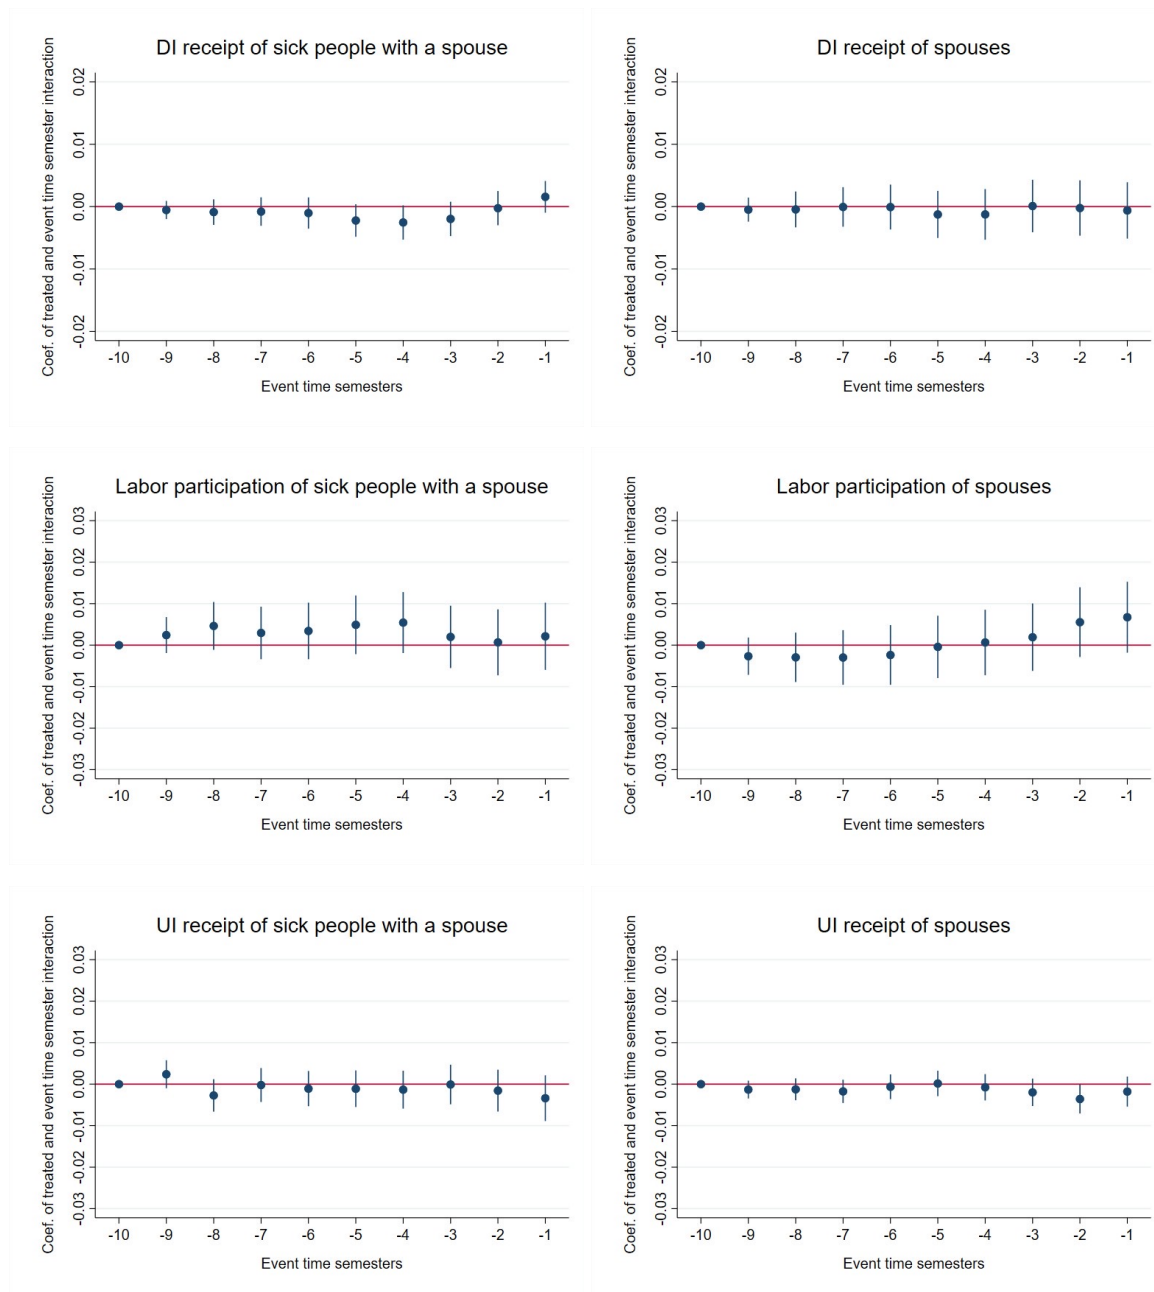 DI receipt of sick people with a spouse
Coef. of treated and event time semester interaction
0.02
0.01
0.00
-0.01
-0.02
-10 -9 -8 -7 -6 -5 -4 -3 -2 -1
Event time semesters
DI receipt of spouses
Coef. of treated and event time semester interaction
0.02
0.01
0.00
-0.01
-0.02
-10 -9 -8 -7 -6 -5 -4 -3 -2 -1
Event time semesters
Labor participation of sick people with a spouse
Coef. of treated and event time semester interaction
0.03
0.02
0.01
0.00
-0.01
-0.02
-0.03
-10 -9 -8 -7 -6 -5 -4 -3 -2 -1
Event time semesters
Labor participation of spouses
Coef. of treated and event time semester interaction
0.03
0.02
0.01
0.00
-0.01
-0.02
-0.03
-10 -9 -8 -7 -6 -5 -4 -3 -2 -1
Event time semesters
UI receipt of sick people with a spouse
Coef. of treated and event time semester interaction
0.03
0.02
0.01
0.00
-0.01
-0.02
-0.03
-10 -9 -8 -7 -6 -5 -4 -3 -2 -1
Event time semesters
UI receipt of spouses
Coef. of treated and event time semester interaction
0.03
0.02
0.01
0.00
-0.01
-0.02
-0.03
-10 -9 -8 -7 -6 -5 -4 -3 -2 -1
Event time semesters